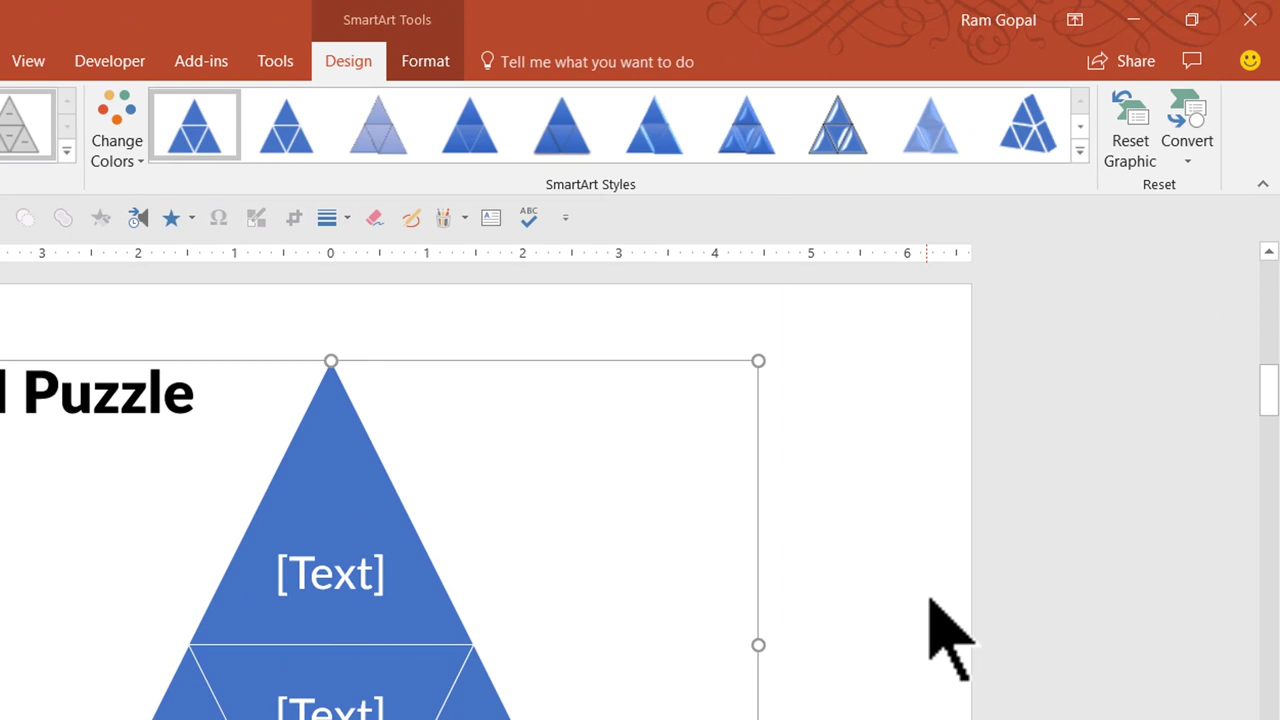 SmartArt Tools
Ram Gopal
View Developer Add-ins Tools Design Format Tell me what you want to do Share
Change Colors
Reset Graphic
Convert
SmartArt Styles
Reset
ABC
3 2 1 0 1 2 3 4 5 6
Puzzle
[Text]
[Text]